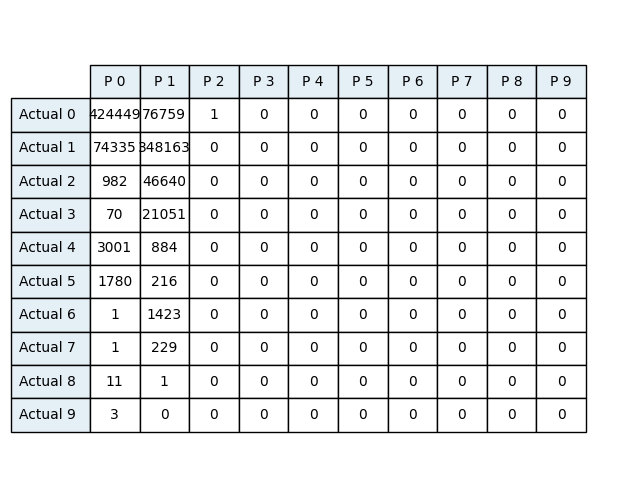 P 0 P 1 P 2 P 3 P 4 P 5 P 6 P 7 P 8 P 9
Actual 0 424449 76759 1 0 0 0 0 0 0 0
Actual 1 74335 348163 0 0 0 0 0 0 0 0
Actual 2 982 46640 0 0 0 0 0 0 0 0
Actual 3 70 21051 0 0 0 0 0 0 0 0
Actual 4 3001 884 0 0 0 0 0 0 0 0
Actual 5 1780 216 0 0 0 0 0 0 0 0
Actual 6 1 1423 0 0 0 0 0 0 0 0
Actual 7 1 229 0 0 0 0 0 0 0 0
Actual 8 11 1 0 0 0 0 0 0 0 0
Actual 9 3 0 0 0 0 0 0 0 0 0